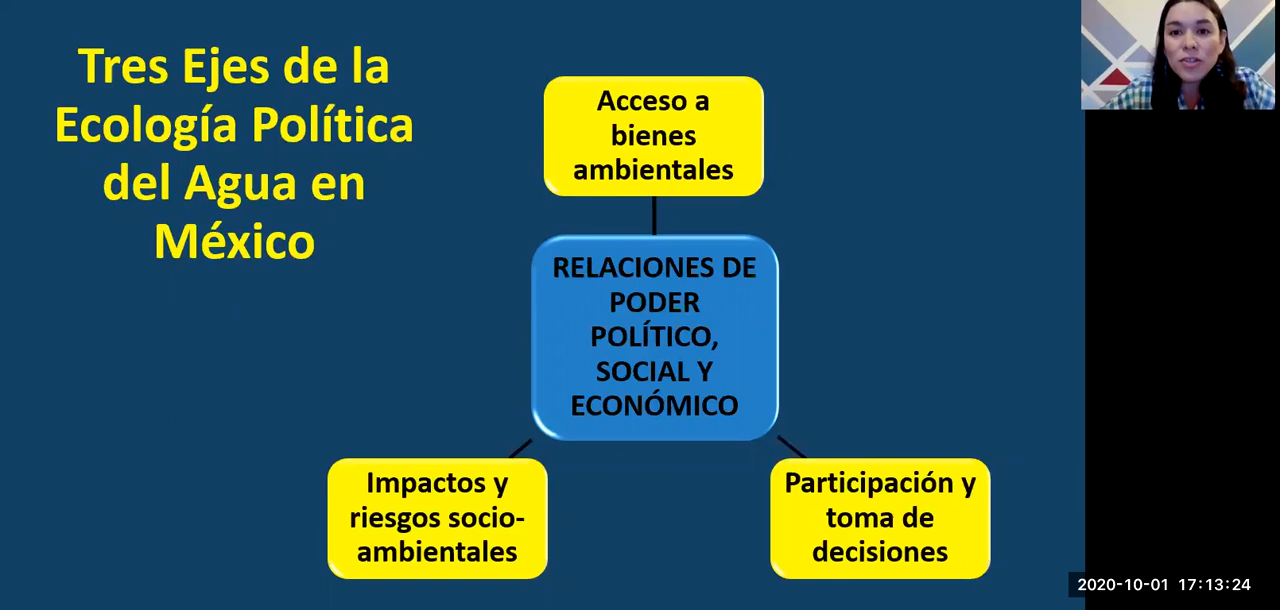 Tres Ejes de la
Ecología Política
del Agua en
México
Acceso a
bienes
ambientales
RELACIONES DE
PODER
POLÍTICO,
SOCIAL Y
ECONÓMICO
Impactos y
riesgos socio-
ambientales
Participación y
toma de
decisiones
2020-10-01 17:13:24